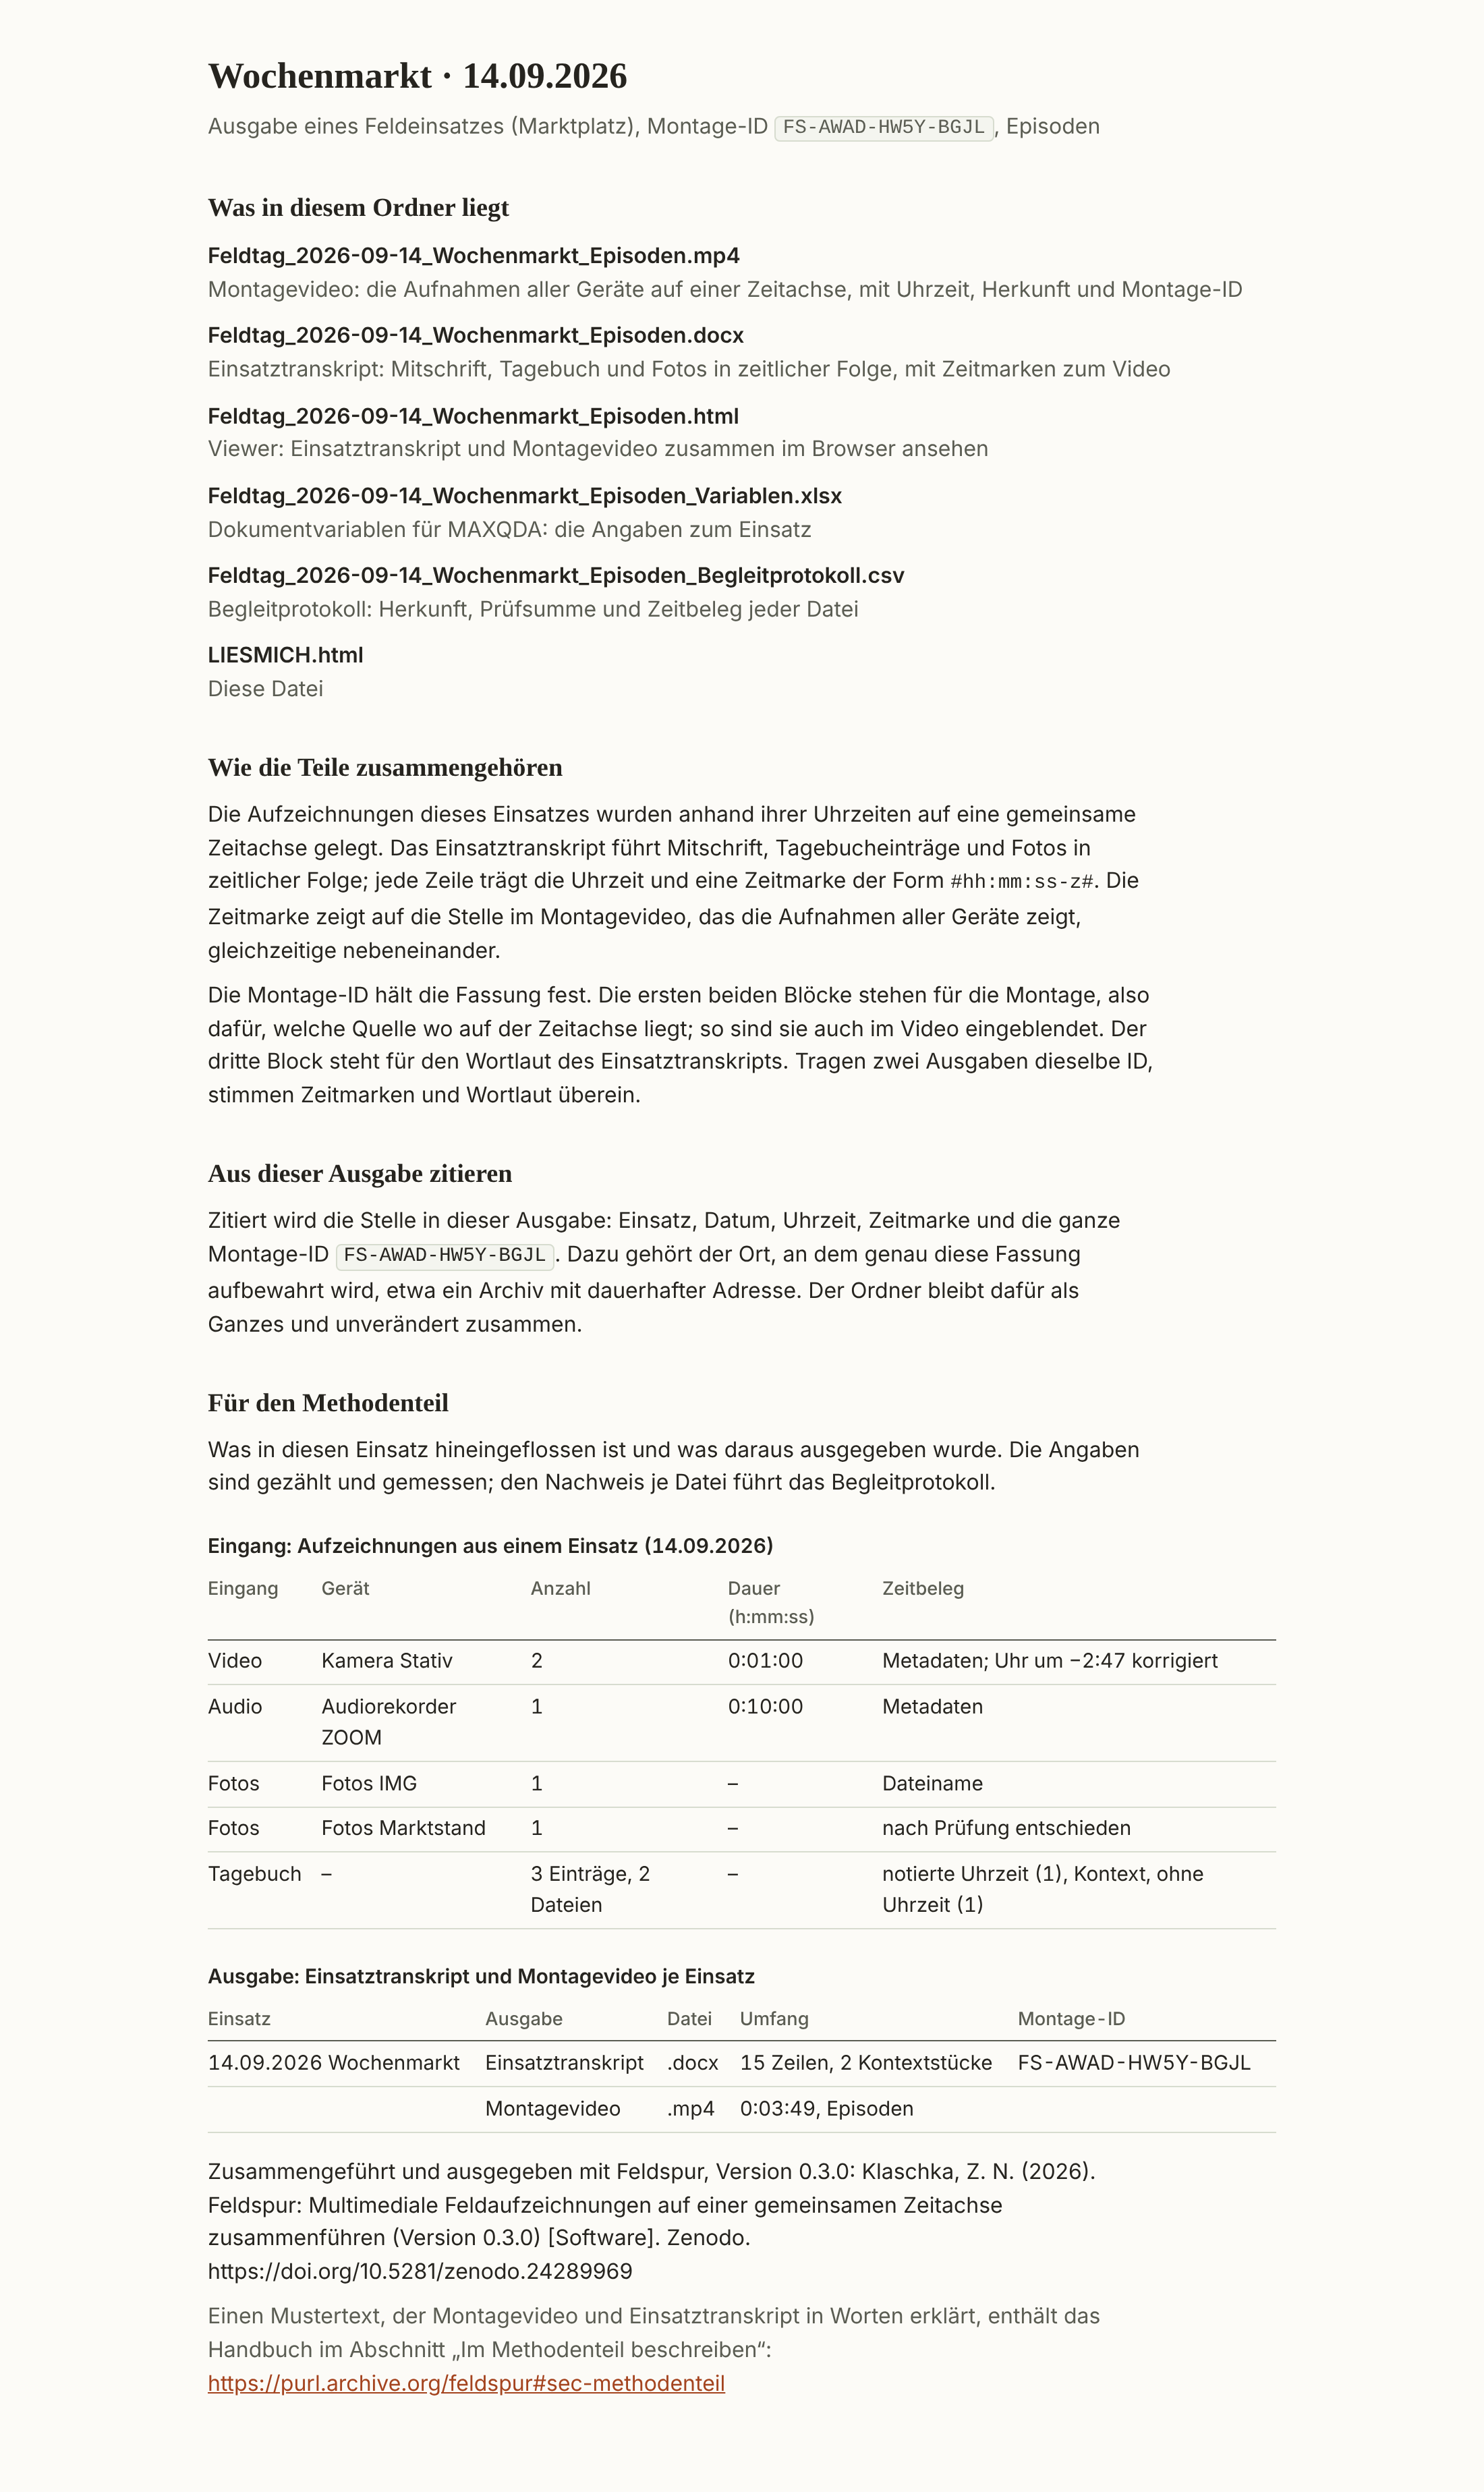 Wochenmarkt · 14.09.2026
Ausgabe eines Feldeinsatzes (Marktplatz), Montage-ID FS-AWAD-HW5Y-BGJL, Episoden
Was in diesem Ordner liegt
Feldtag_2026-09-14_Wochenmarkt_Episoden.mp4
Montagevideo: die Aufnahmen aller Geräte auf einer Zeitachse, mit Uhrzeit, Herkunft und Montage-ID
Feldtag_2026-09-14_Wochenmarkt_Episoden.docx
Einsatztranskript: Mitschrift, Tagebuch und Fotos in zeitlicher Folge, mit Zeitmarken zum Video
Feldtag_2026-09-14_Wochenmarkt_Episoden.html
Viewer: Einsatztranskript und Montagevideo zusammen im Browser ansehen
Feldtag_2026-09-14_Wochenmarkt_Episoden_Variablen.xlsx
Dokumentvariablen für MAXQDA: die Angaben zum Einsatz
Feldtag_2026-09-14_Wochenmarkt_Episoden_Begleitprotokoll.csv
Begleitprotokoll: Herkunft, Prüfsumme und Zeitbeleg jeder Datei
LIESMICH.html
Diese Datei
Wie die Teile zusammengehören
Die Aufzeichnungen dieses Einsatzes wurden anhand ihrer Uhrzeiten auf eine gemeinsame
Zeitachse gelegt. Das Einsatztranskript führt Mitschrift, Tagebucheinträge und Fotos in
zeitlicher Folge; jede Zeile trägt die Uhrzeit und eine Zeitmarke der Form #hh:mm:ss-z#. Die
Zeitmarke zeigt auf die Stelle im Montagevideo, das die Aufnahmen aller Geräte zeigt,
gleichzeitige nebeneinander.
Die Montage-ID hält die Fassung fest. Die ersten beiden Blöcke stehen für die Montage, also
dafür, welche Quelle wo auf der Zeitachse liegt; so sind sie auch im Video eingeblendet. Der
dritte Block steht für den Wortlaut des Einsatztranskripts. Tragen zwei Ausgaben dieselbe ID,
stimmen Zeitmarken und Wortlaut überein.
Aus dieser Ausgabe zitieren
Zitiert wird die Stelle in dieser Ausgabe: Einsatz, Datum, Uhrzeit, Zeitmarke und die ganze
Montage-ID FS-AWAD-HW5Y-BGJL. Dazu gehört der Ort, an dem genau diese Fassung
aufbewahrt wird, etwa ein Archiv mit dauerhafter Adresse. Der Ordner bleibt dafür als
Ganzes und unverändert zusammen.
Für den Methodenteil
Was in diesen Einsatz hineingeflossen ist und was daraus ausgegeben wurde. Die Angaben
sind gezählt und gemessen; den Nachweis je Datei führt das Begleitprotokoll.
Eingang: Aufzeichnungen aus einem Einsatz (14.09.2026)
Eingang Gerät Anzahl Dauer (h:mm:ss) Zeitbeleg
Video Kamera Stativ 2 0:01:00 Metadaten; Uhr um −2:47 korrigiert
Audio Audiorekorder ZOOM 1 0:10:00 Metadaten
Fotos Fotos IMG 1 – Dateiname
Fotos Fotos Marktstand 1 – nach Prüfung entschieden
Tagebuch – 3 Einträge, 2 Dateien – notierte Uhrzeit (1), Kontext, ohne Uhrzeit (1)
Ausgabe: Einsatztranskript und Montagevideo je Einsatz
Einsatz Ausgabe Datei Umfang Montage-ID
14.09.2026 Wochenmarkt Einsatztranskript .docx 15 Zeilen, 2 Kontextstücke FS-AWAD-HW5Y-BGJL
Montagevideo .mp4 0:03:49, Episoden
Zusammengeführt und ausgegeben mit Feldspur, Version 0.3.0: Klaschka, Z. N. (2026).
Feldspur: Multimediale Feldaufzeichnungen auf einer gemeinsamen Zeitachse
zusammenführen (Version 0.3.0) [Software]. Zenodo.
https://doi.org/10.5281/zenodo.24289969
Einen Mustertext, der Montagevideo und Einsatztranskript in Worten erklärt, enthält das
Handbuch im Abschnitt „Im Methodenteil beschreiben“:
https://purl.archive.org/feldspur#sec-methodenteil